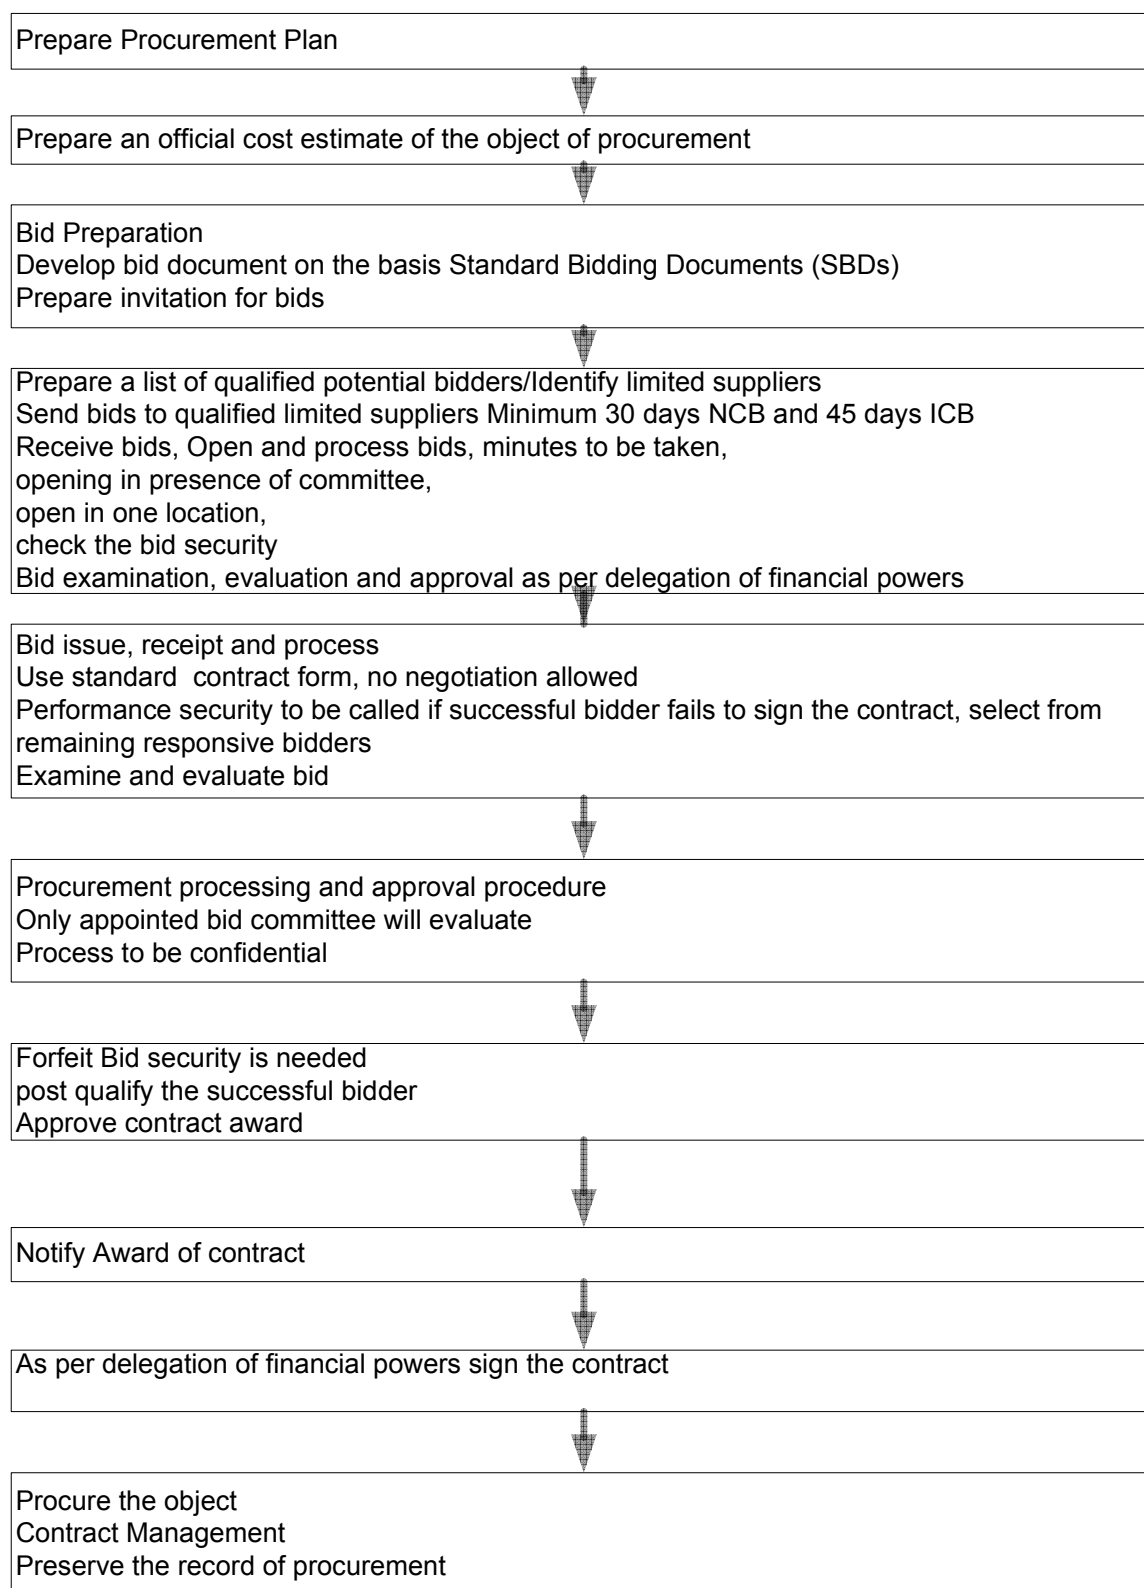 Prepare Procurement Plan
Prepare an official cost estimate of the object of procurement
Bid Preparation
Develop bid document on the basis Standard Bidding Documents (SBDs)
Prepare invitation for bids
Prepare a list of qualified potential bidders/Identify limited suppliers
Send bids to qualified limited suppliers Minimum 30 days NCB and 45 days ICB
Receive bids, Open and process bids, minutes to be taken,
opening in presence of committee,
open in one location,
check the bid security
Bid examination, evaluation and approval as per delegation of financial powers
Bid issue, receipt and process
Use standard  contract form, no negotiation allowed
Performance security to be called if successful bidder fails to sign the contract, select from
remaining responsive bidders
Examine and evaluate bid
Procurement processing and approval procedure
Only appointed bid committee will evaluate
Process to be confidential
Forfeit Bid security is needed
post qualify the successful bidder
Approve contract award
Notify Award of contract
As per delegation of financial powers sign the contract
Procure the object
Contract Management
Preserve the record of procurement